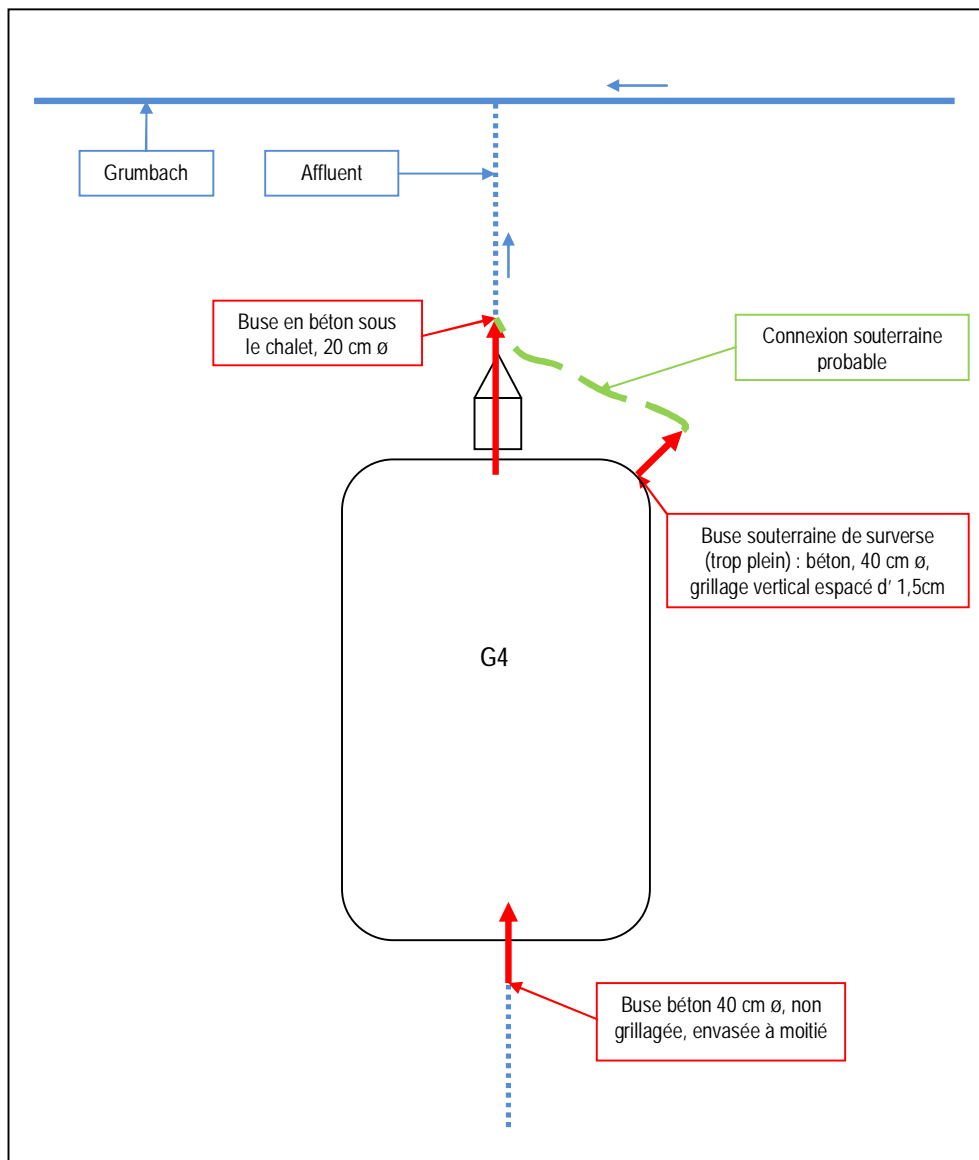 Grumbach
Affluent
Buse en béton sous
le chalet, 20 cm ø
Connexion souterraine
probable
Buse souterraine de surverse
(trop plein) : béton, 40 cm ø,
grillage vertical espacé d' 1,5cm
G4
Buse béton 40 cm ø, non
grillagée, envasée à moitié